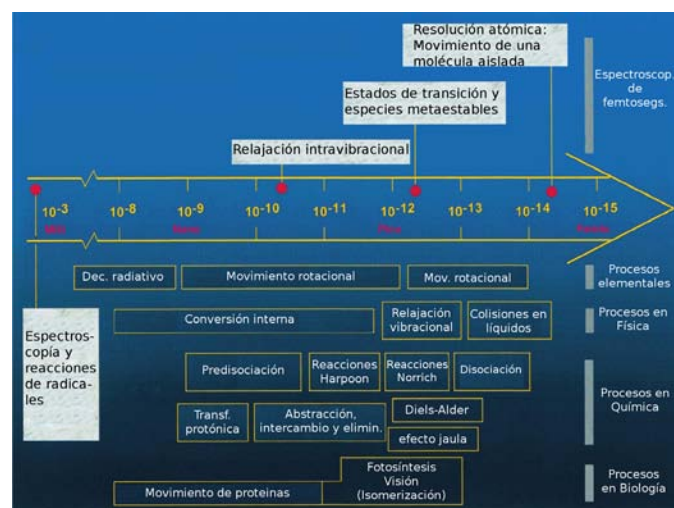 Resolución atómica:
Movimiento de una
molécula aislada
Espectroscop.
de
femtosegs.
Estados de transición y
especies metaestables
Relajación intravibracional
10-3
10-8
10-9
10-10
10-11
10-12
10-13
10-14
10-15
Mili
Nano
Pico
Femto
Dec. radiativo
Movimiento rotacional
Mov. rotacional
Procesos
elementales
Espectros-
copía y
reacciones
de radica-
les
Conversión interna
Relajación
vibracional
Colisiones en
líquidos
Procesos
en Física
Predisociación
Reacciones
Harpoon
Reacciones
Norrich
Disociación
Transf.
protónica
Abstracción,
intercambio y elimin.
Diels-Alder
efecto jaula
Procesos en
Química
Movimiento de proteinas
Fotosíntesis
Visión
(Isomerización)
Procesos
en Biología